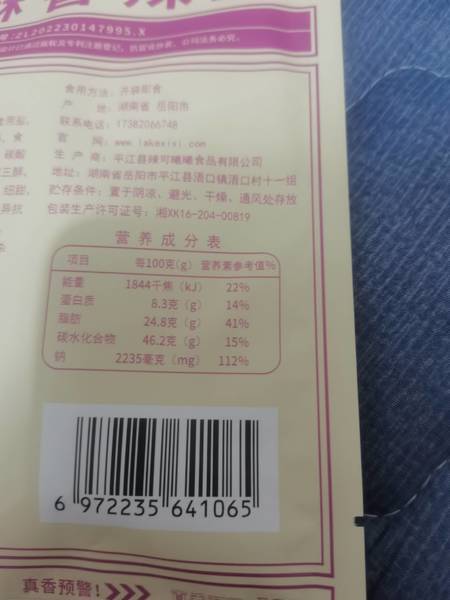 :ZL202230147995.X
食用方法: 开袋即食
产 地: 湖南省 岳阳市
联系电话: 17382066748
官 网: www.lakexixi.com
生 产 商: 平江县辣可曦曦食品有限公司
地址: 湖南省岳阳市平江县浯口镇浯口村十一组
贮存条件: 置于阴凉、避光、干燥、通风处存放
包装生产许可证号: 湘XK16-204-00819
营养成分表
项目 每100克(g) 营养素参考值%
能量 1844千焦 (kJ) 22%
蛋白质 8.3克 (g) 14%
脂肪 24.8克 (g) 41%
碳水化合物 46.2克 (g) 15%
钠 2235毫克 (mg) 112%
6 972235 641065
真香预警!